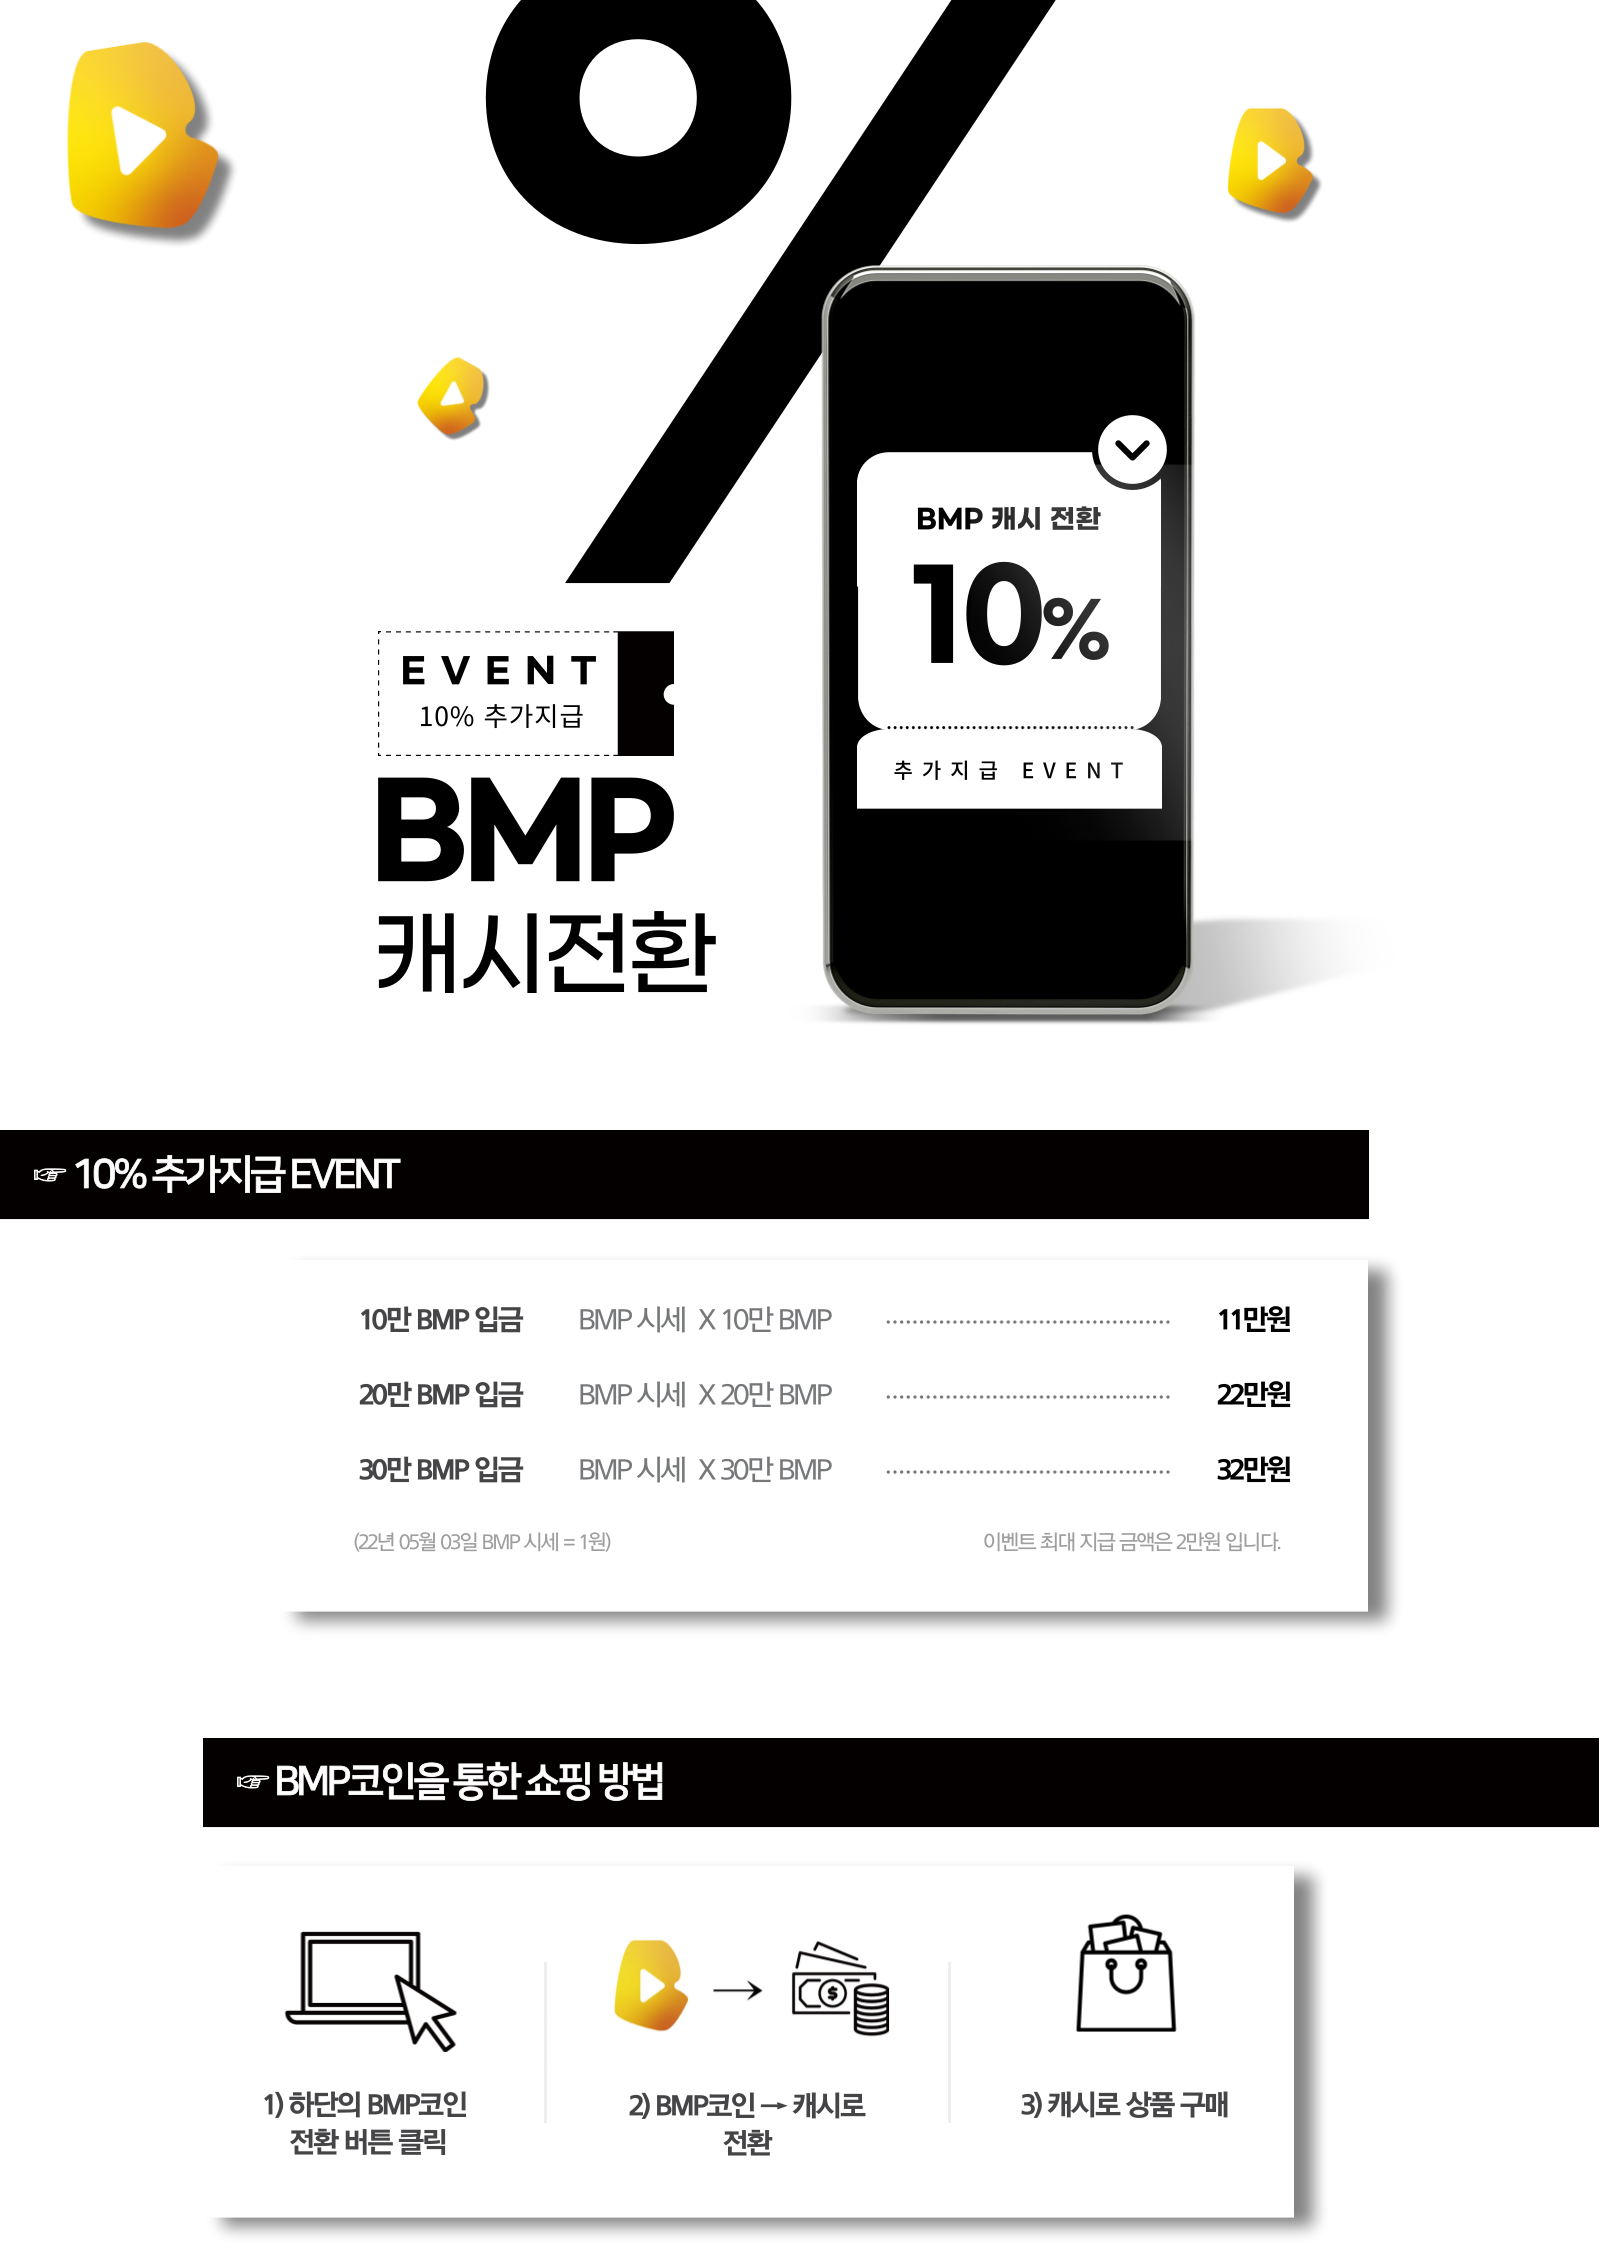 %
BMP 캐시 전환
10%
추가지급 EVENT
EVENT
10% 추가지급
BMP
캐시전환
☞ 10% 추가지급 EVENT
10만 BMP 입금 BMP 시세 X 10만 BMP 11만원
20만 BMP 입금 BMP 시세 X 20만 BMP 22만원
30만 BMP 입금 BMP 시세 X 30만 BMP 32만원
(22년 05월 03일 BMP 시세 = 1원) 이벤트 최대 지급 금액은 2만원 입니다.
☞ BMP코인을 통한 쇼핑 방법
1) 하단의 BMP코인
전환 버튼 클릭
2) BMP코인 → 캐시로
전환
3) 캐시로 상품 구매